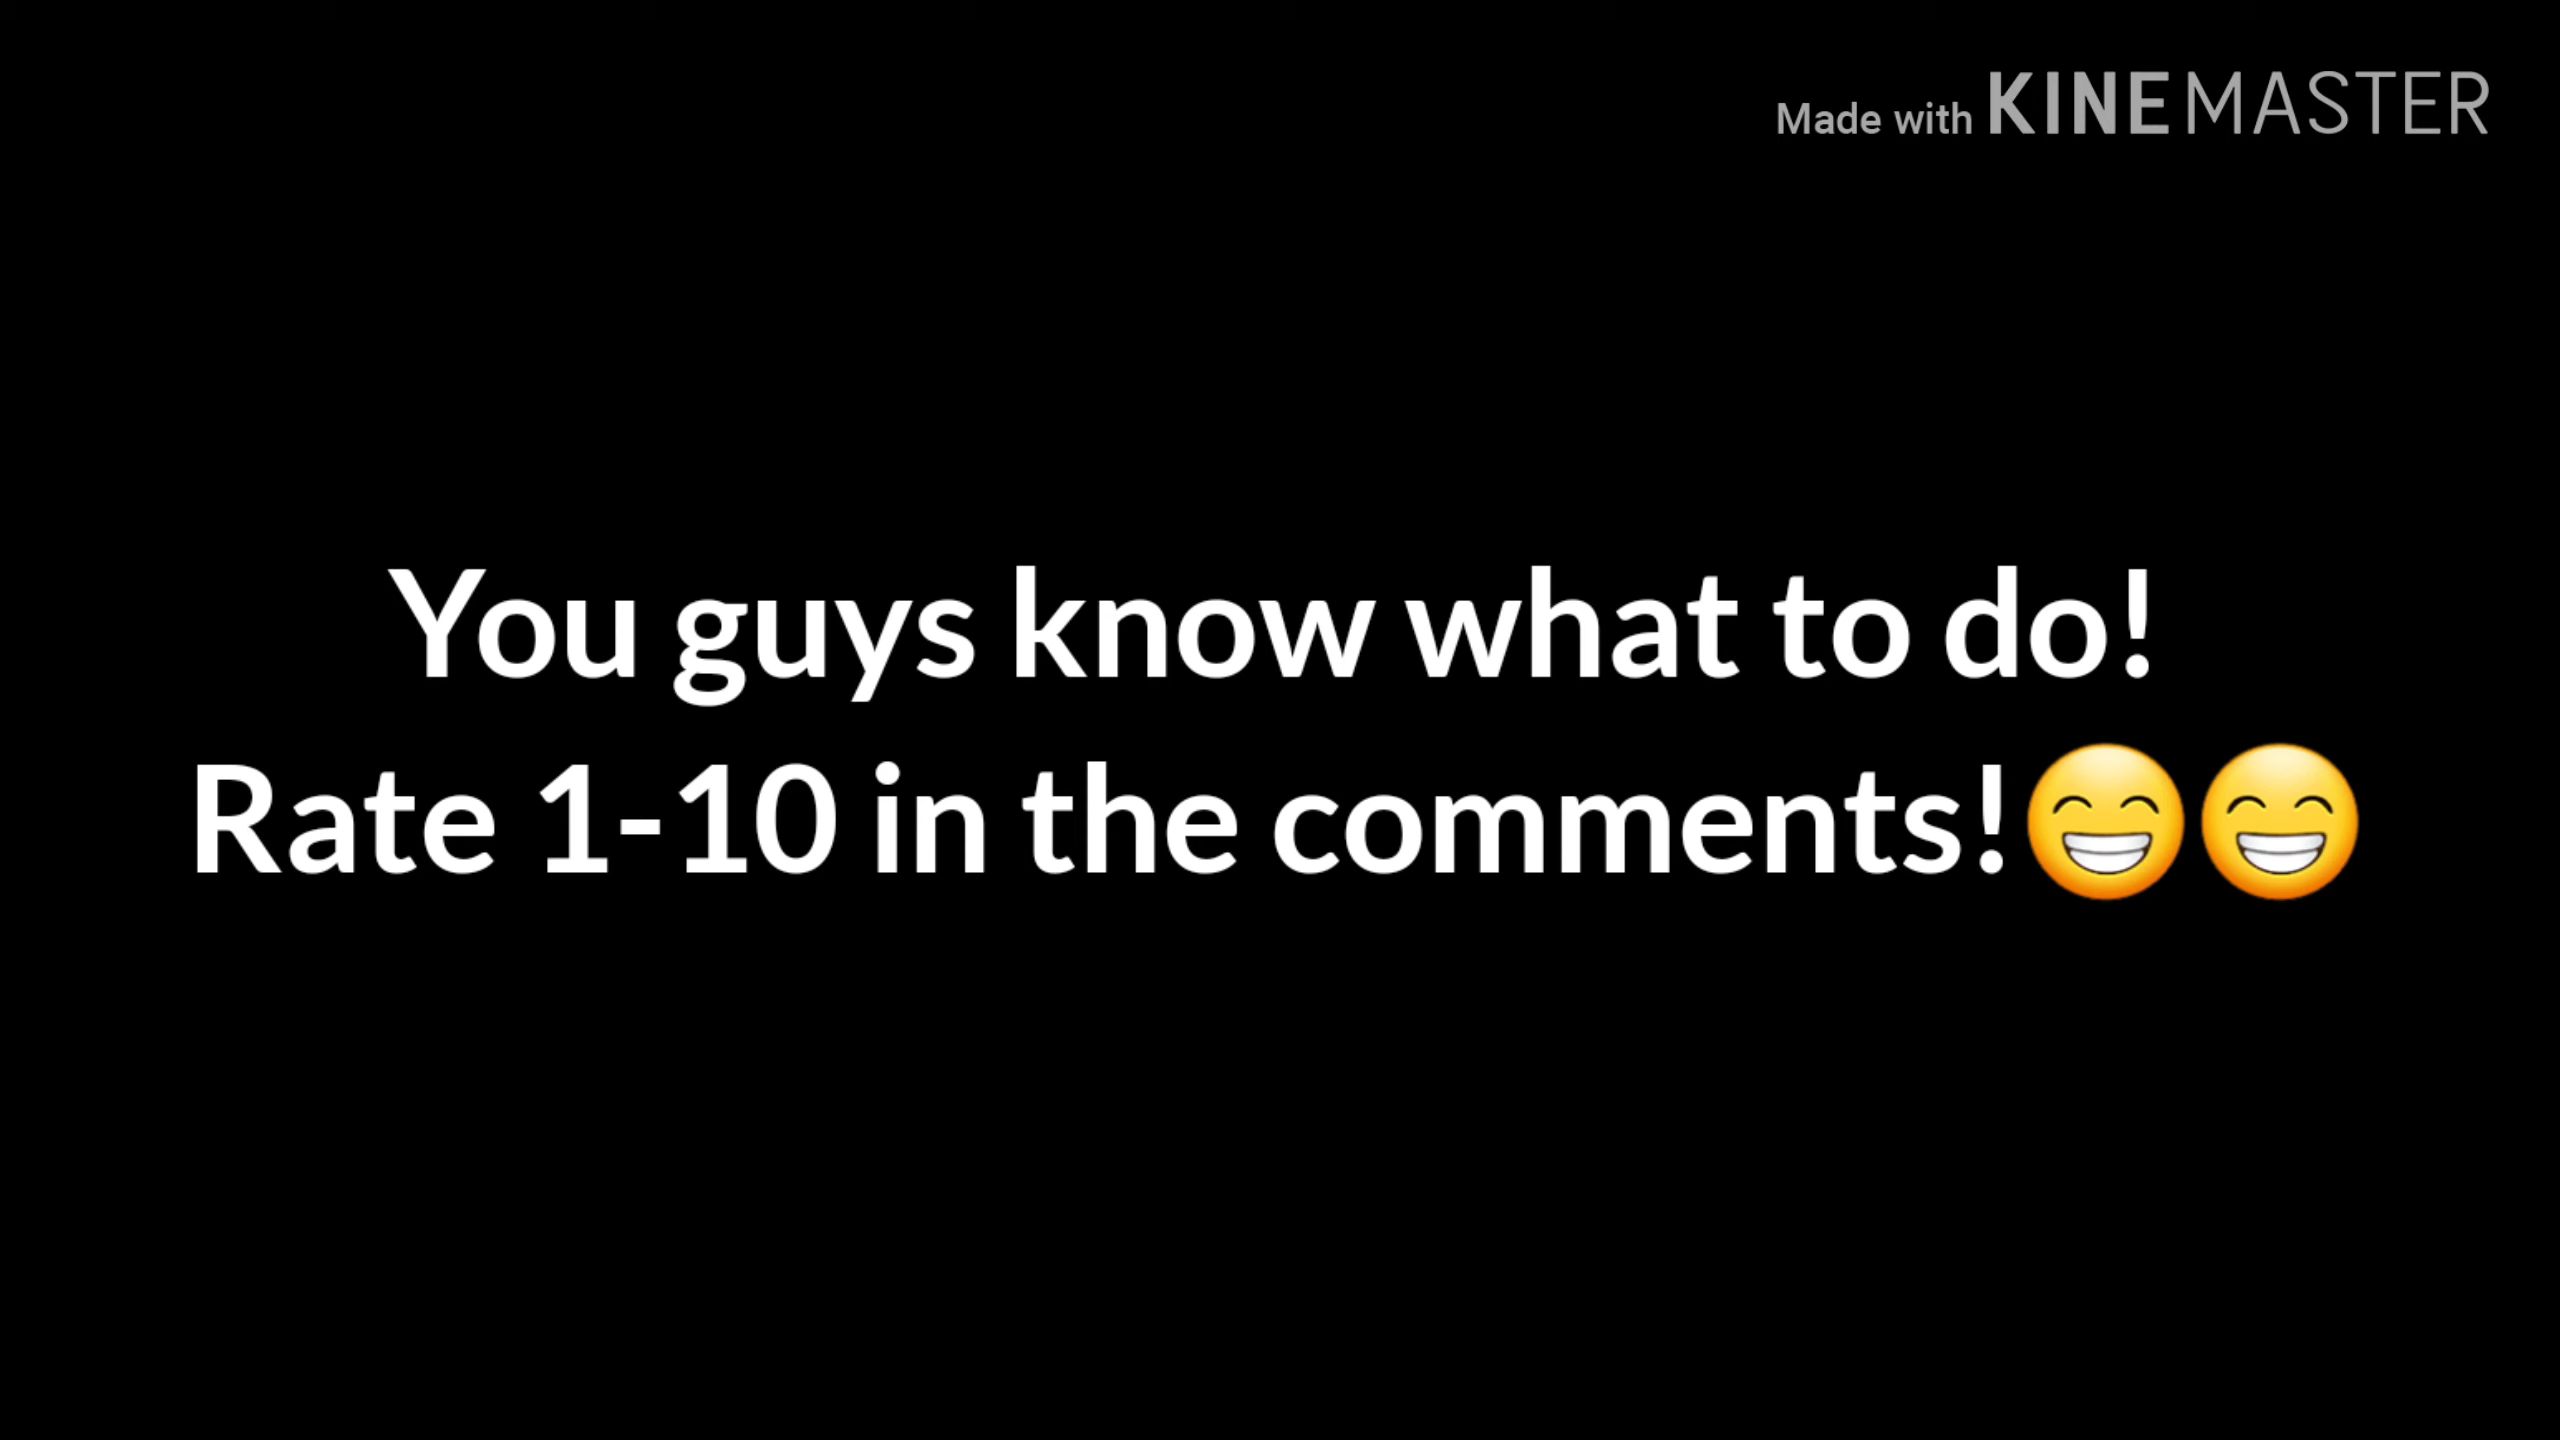 Made with KINEMASTER
You guys know what to do!
Rate 1-10 in the comments!😁😁